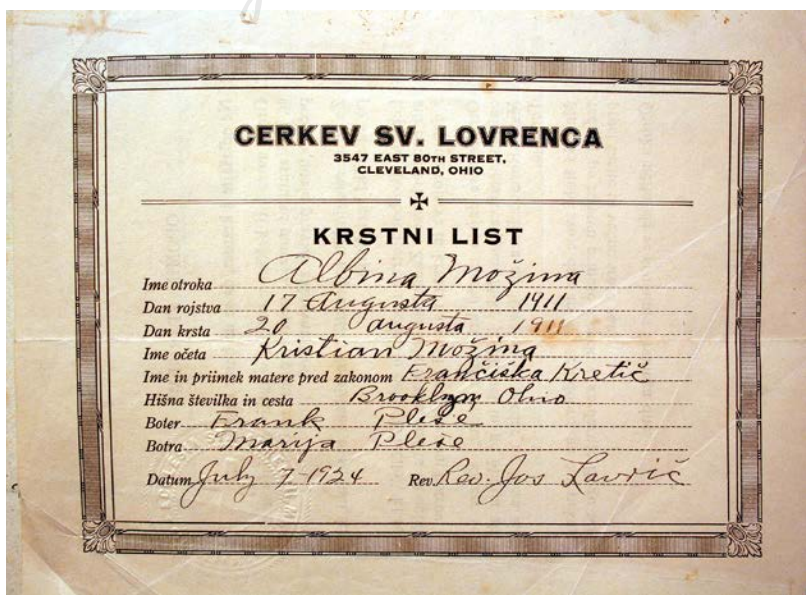 CERKEV SV. LOVRENCA
3547 EAST 80TH STREET,
CLEVELAND, OHIO
KRSTNI LIST
Ime otroka Albina Možina
Dan rojstva 17 Augusta 1911
Dan krsta 20 augusta 1911
Ime očeta Kristian Možina
Ime in priimek matere pred zakonom Frančiška Kretič
Hišna številka in cesta Brooklyn, Ohio
Boter Frank Pleše
Botra Marija Pleše
Datum July 7-1924 Rev. Rev. Jos Lavrič